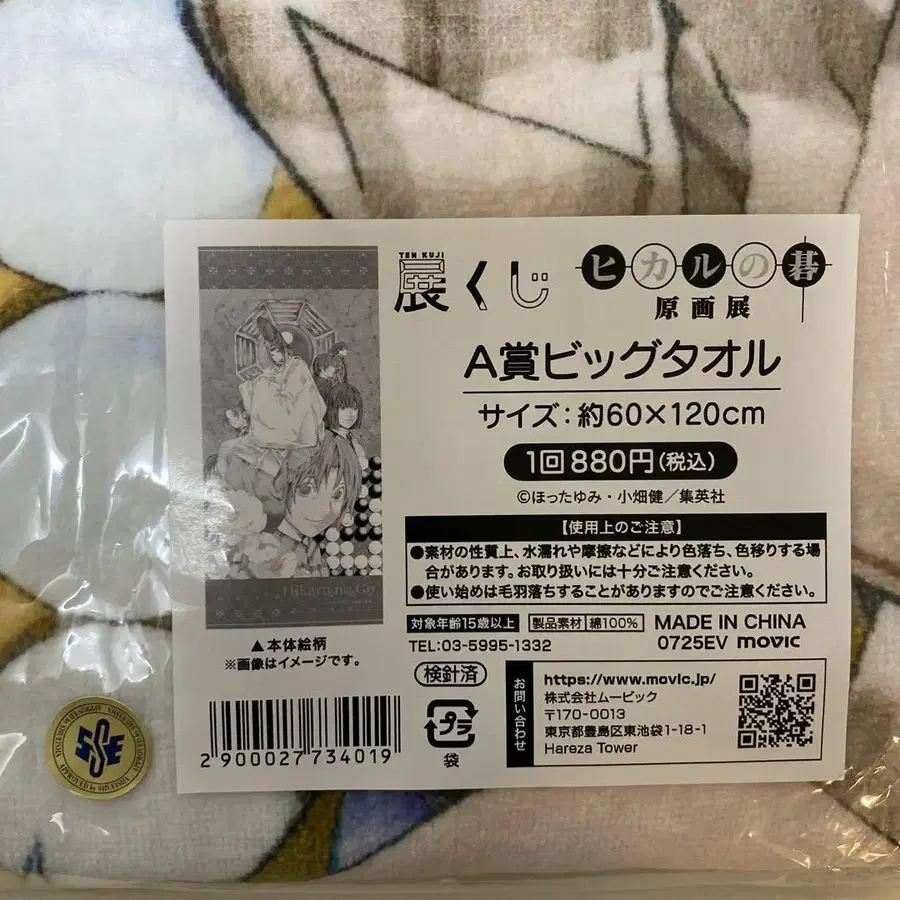 TEN KUJI
展くじ
ヒカルの碁
原画展
A賞ビッグタオル
サイズ：約60×120cm
1回880円(税込)
©ほったゆみ・小畑健／集英社
【使用上のご注意】
●素材の性質上、水濡れや摩擦などにより色落ち、色移りする場
合があります。お取り扱いには十分ご注意ください。
●使い始めは毛羽落ちすることがありますのでご注意ください。
対象年齢15歳以上 製品素材 綿100% MADE IN CHINA
TEL:03-5995-1332 0725EV movic
Hikaru no Go
▲本体絵柄
※画像はイメージです。
検針済
プラ
袋
2900027734019
お問い合わせ
https://www.movic.jp/
株式会社ムービック
〒170-0013
東京都豊島区東池袋1-18-1
Hareza Tower
SSE
APPROVED by SHUEISHA